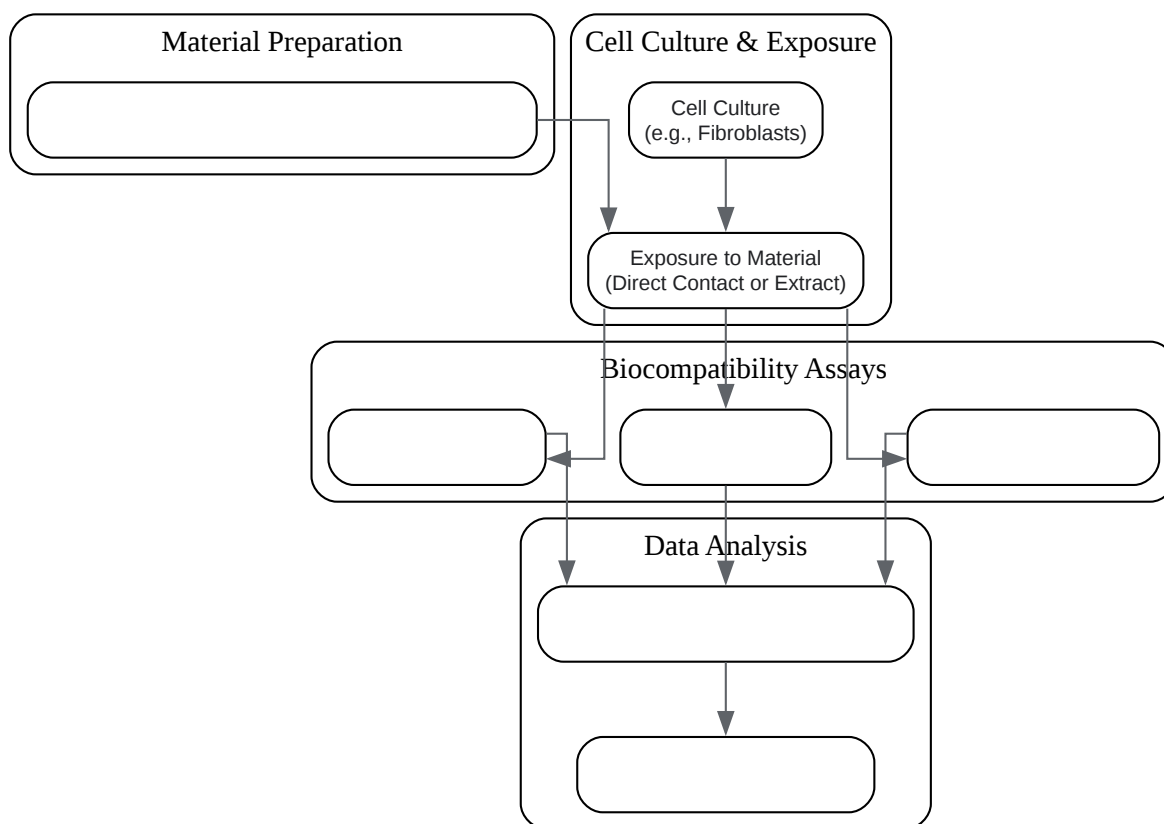 Material Preparation
Cell Culture & Exposure
Cell Culture
(e.g., Fibroblasts)
Exposure to Material
(Direct Contact or Extract)
Biocompatibility Assays
Data Analysis